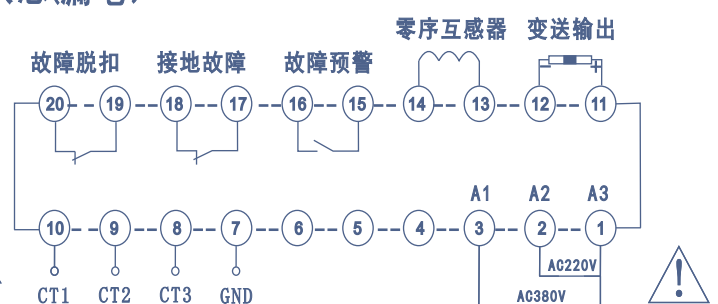 零序互感器 变送输出
故障脱扣 接地故障 故障预警
- +
20 19 18 17 16 15 14 13 12 11
A1 A2 A3
10 9 8 7 6 5 4 3 2 1
AC220V
CT1 CT2 CT3 GND AC380V
!